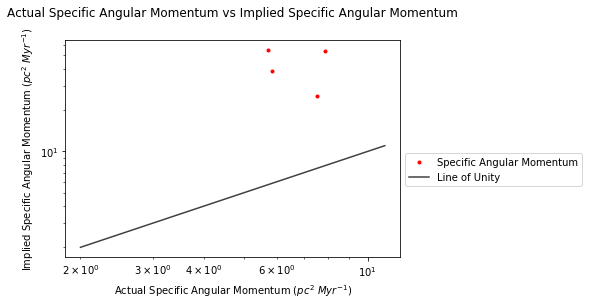 Actual Specific Angular Momentum vs Implied Specific Angular Momentum
Implied Specific Angular Momentum (pc² Myr⁻¹)
10¹
2 × 10⁰
3 × 10⁰
4 × 10⁰
6 × 10⁰
10¹
Actual Specific Angular Momentum (pc² Myr⁻¹)
Specific Angular Momentum
Line of Unity